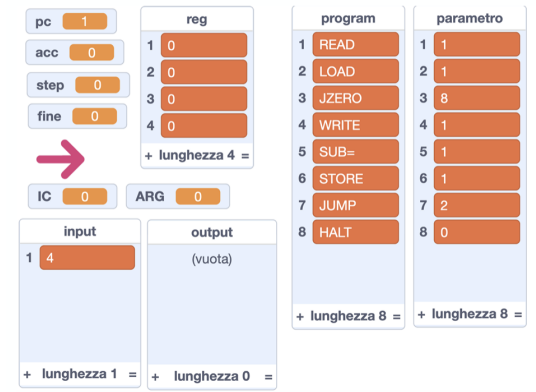 pc 1
acc 0
step 0
fine 0
IC 0
ARG 0
reg
1 0
2 0
3 0
4 0
+ lunghezza 4 =
input
1 4
+ lunghezza 1 =
output
(vuota)
+ lunghezza 0 =
program
1 READ
2 LOAD
3 JZERO
4 WRITE
5 SUB=
6 STORE
7 JUMP
8 HALT
+ lunghezza 8 =
parametro
1 1
2 1
3 8
4 1
5 1
6 1
7 2
8 0
+ lunghezza 8 =